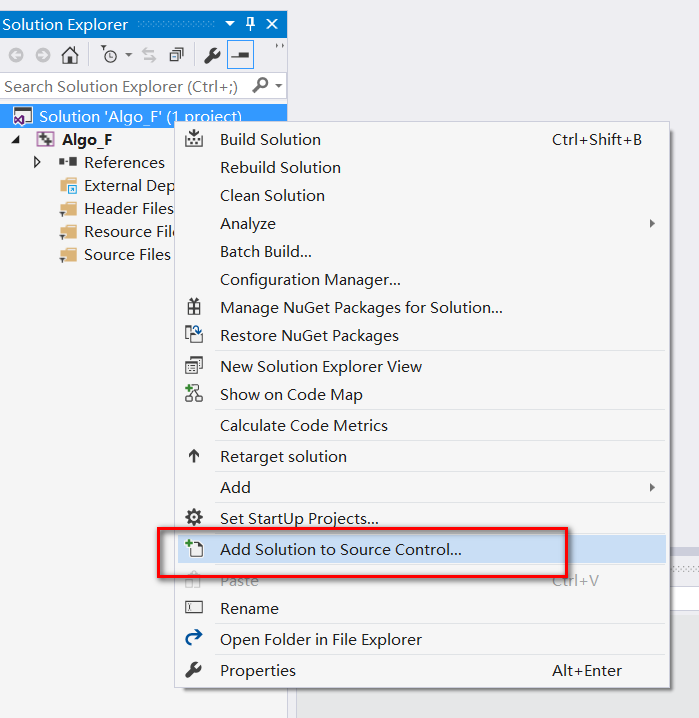 Solution Explorer
Search Solution Explorer (Ctrl+;)
Solution 'Algo_F' (1 project)
Algo_F
References
External Dep
Header Files
Resource File
Source Files
Build Solution Ctrl+Shift+B
Rebuild Solution
Clean Solution
Analyze
Batch Build...
Configuration Manager...
Manage NuGet Packages for Solution...
Restore NuGet Packages
New Solution Explorer View
Show on Code Map
Calculate Code Metrics
Retarget solution
Add
Set StartUp Projects...
Add Solution to Source Control...
Paste Ctrl+V
Rename
Open Folder in File Explorer
Properties Alt+Enter